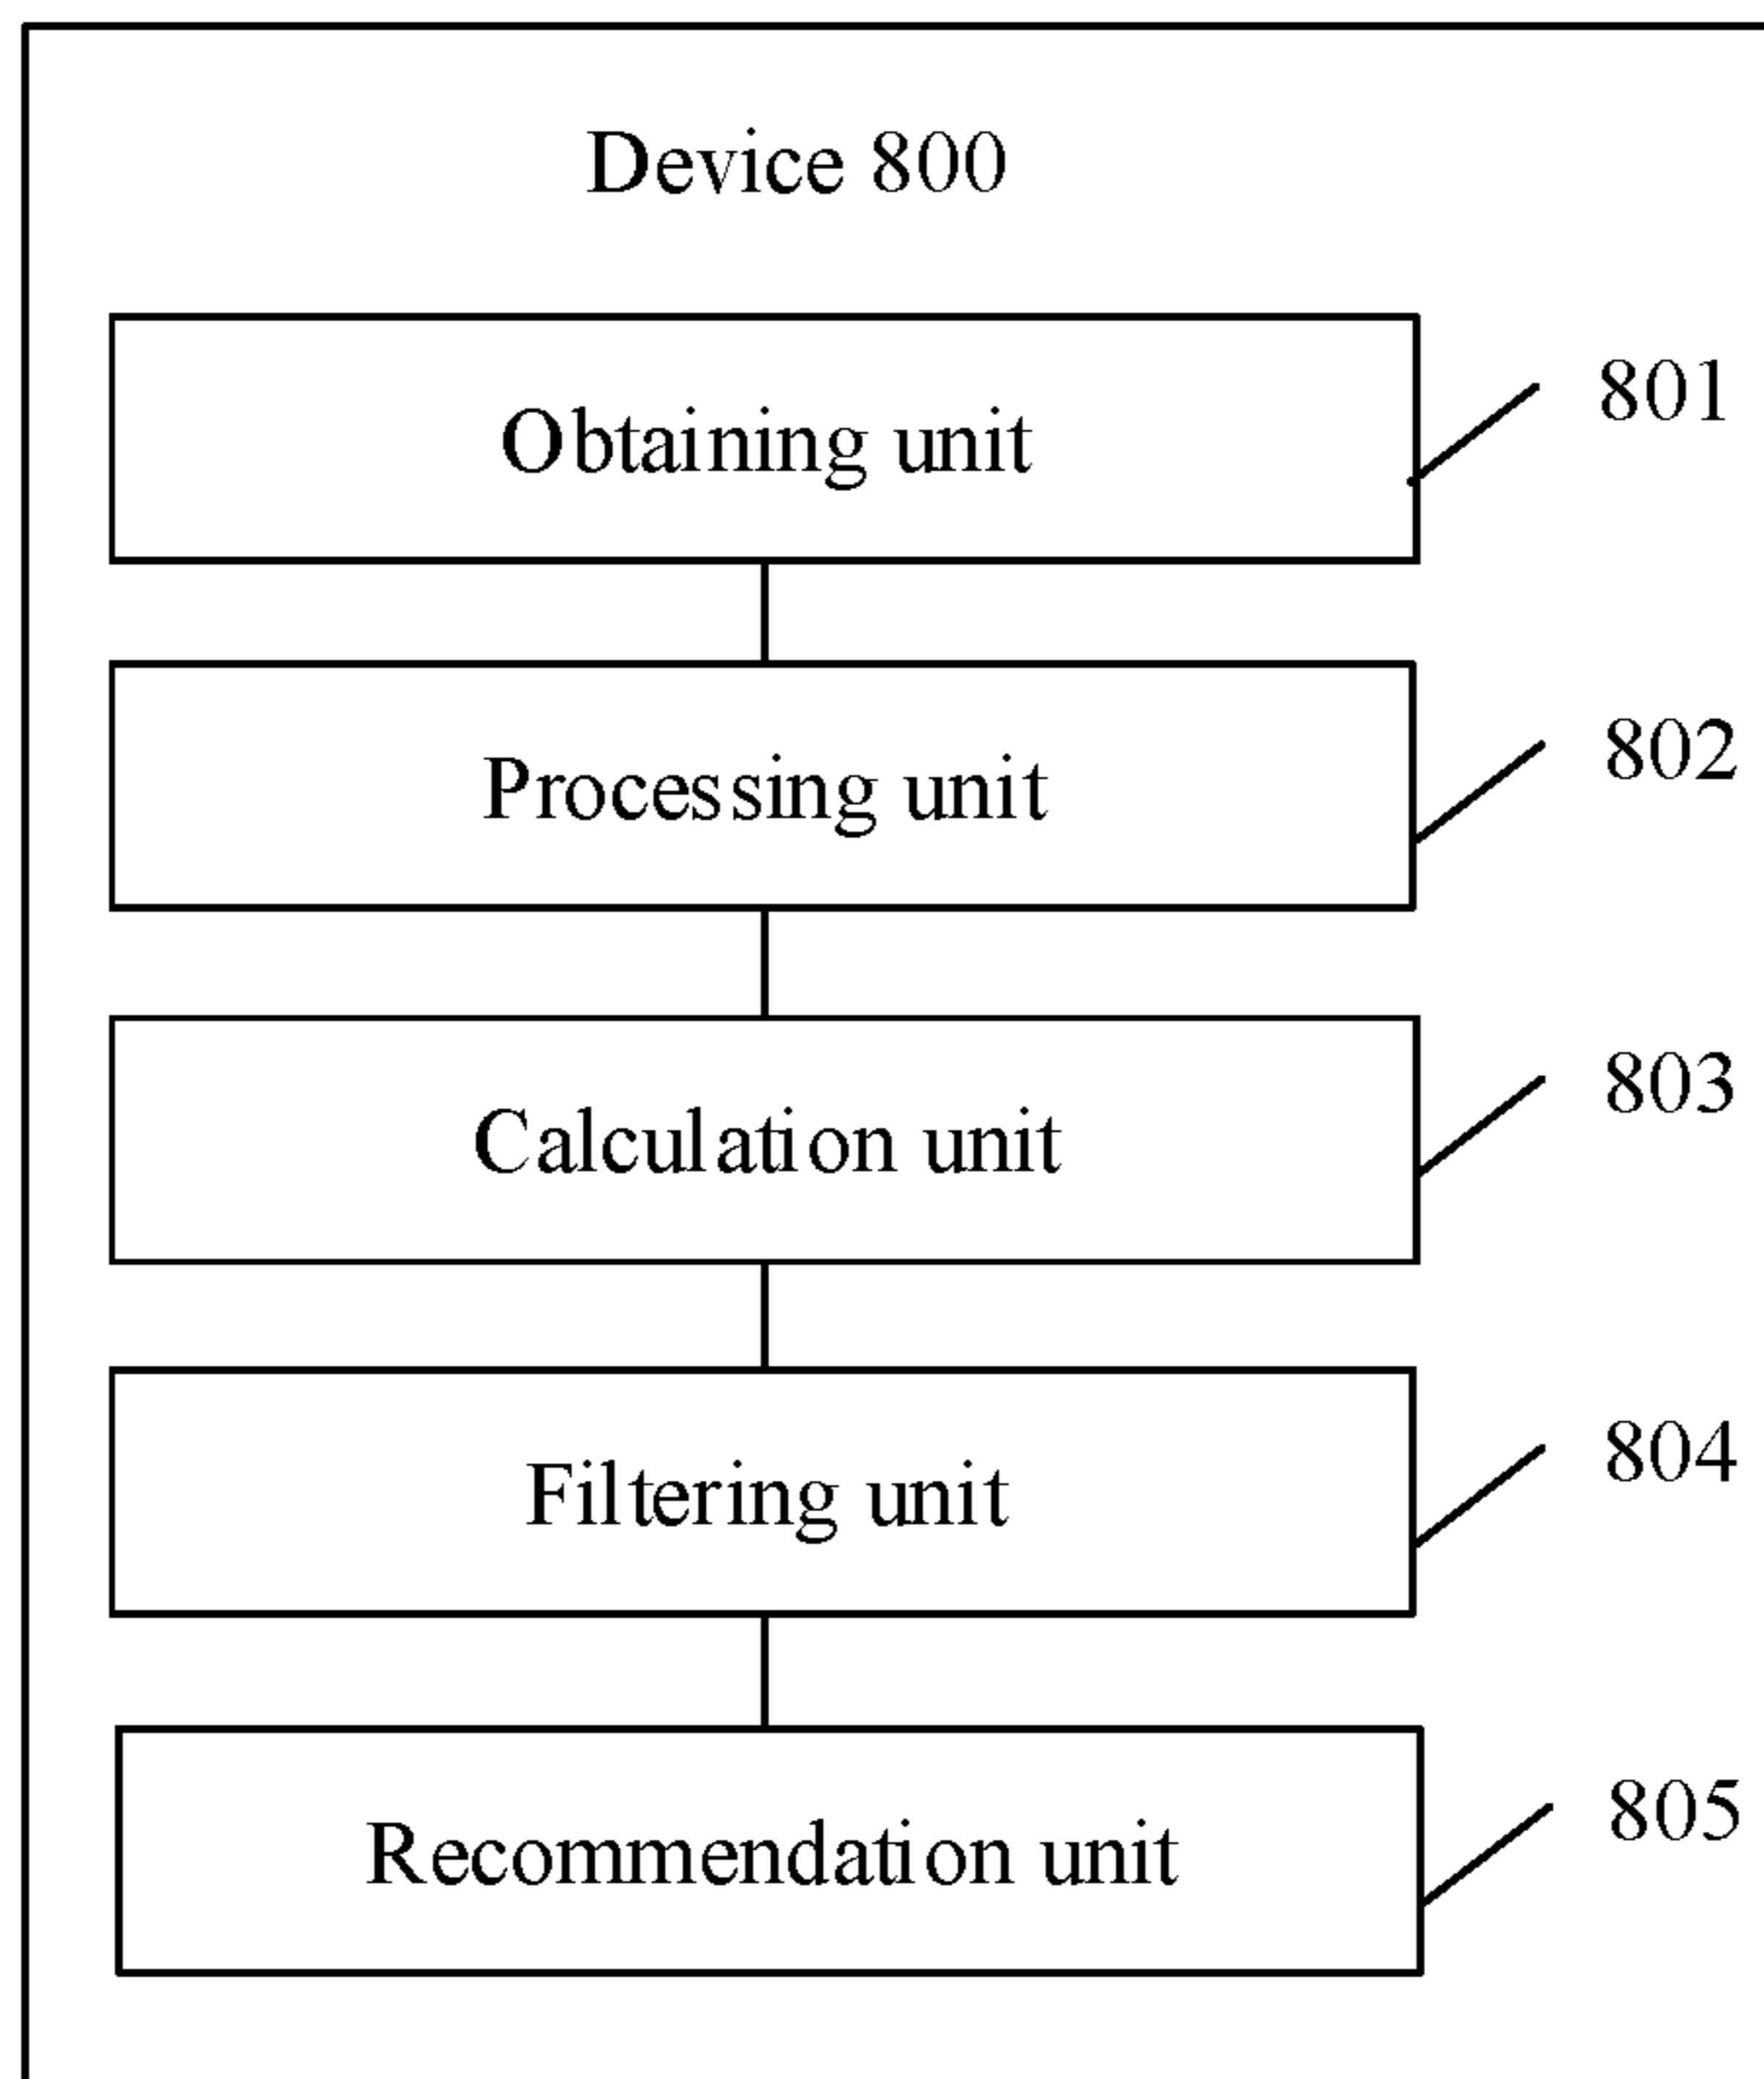 Device 800
Obtaining unit
801
Processing unit
802
Calculation unit
803
Filtering unit
804
Recommendation unit
805